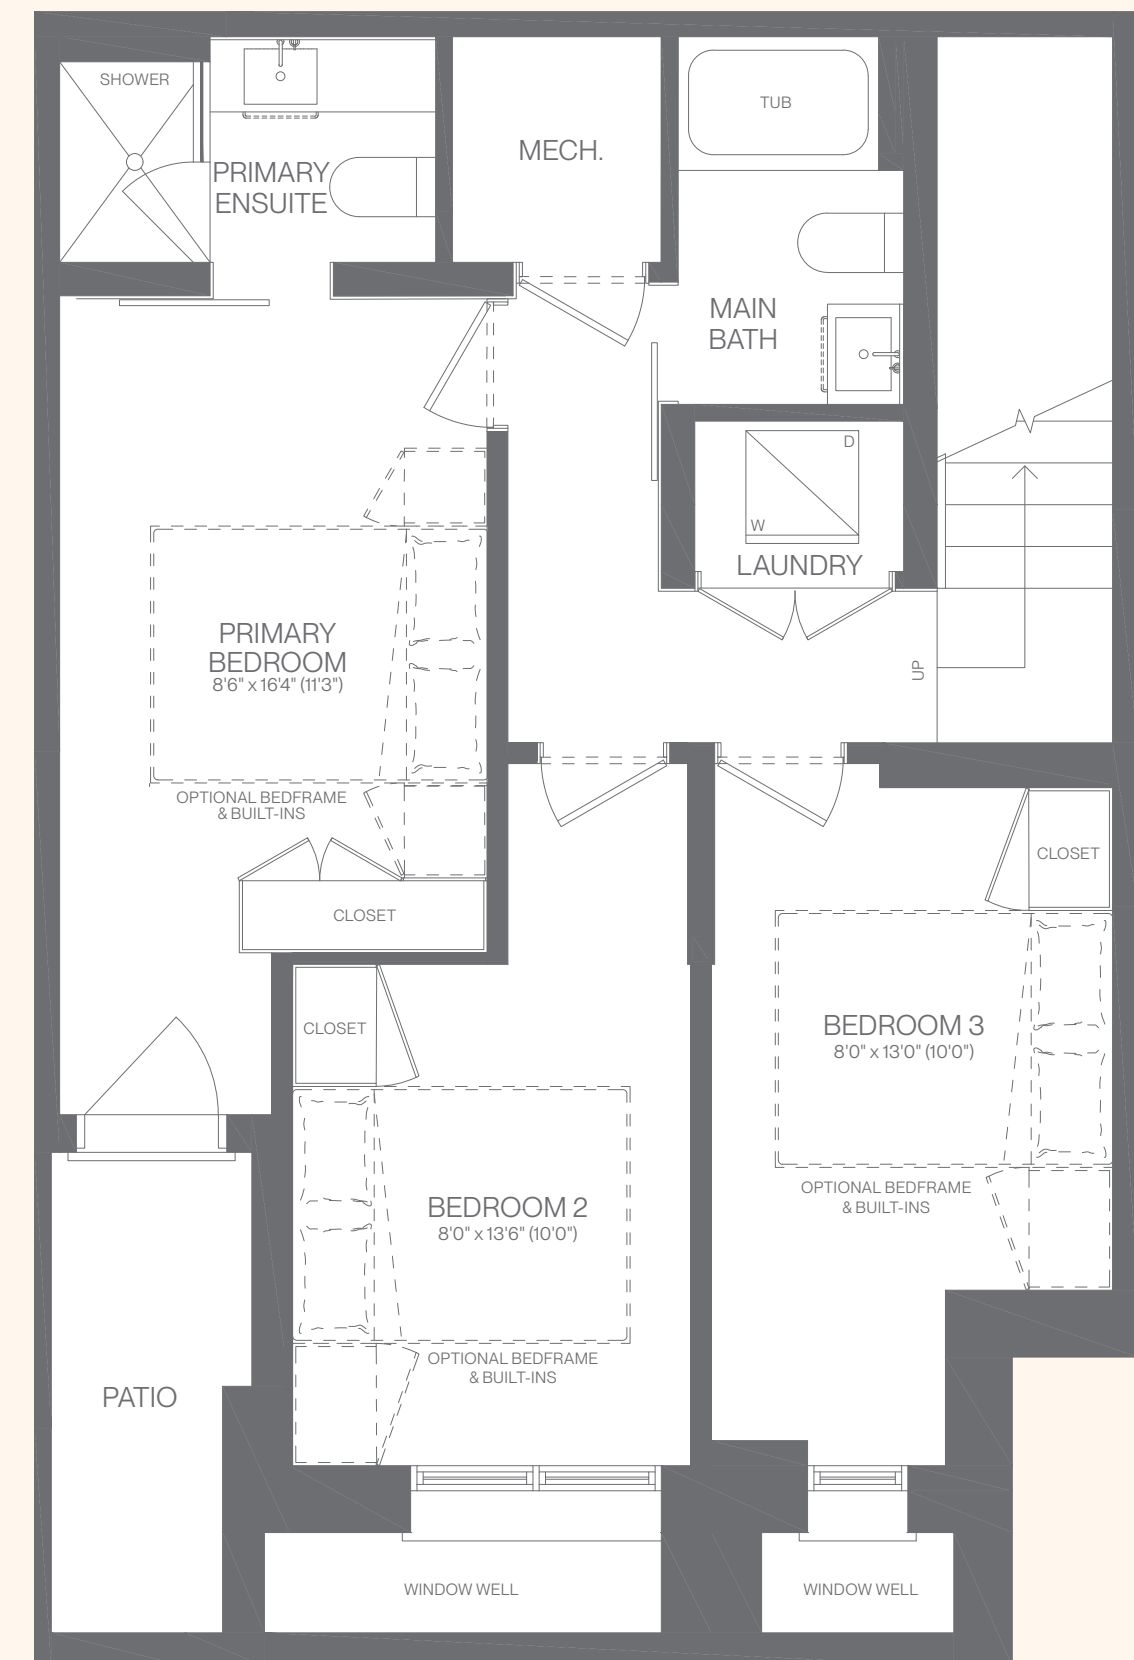 SHOWER
PRIMARY
ENSUITE
MECH.
TUB
MAIN
BATH
D
W
LAUNDRY
UP
PRIMARY
BEDROOM
8'6" x 16'4" (11'3")
OPTIONAL BEDFRAME
& BUILT-INS
CLOSET
CLOSET
CLOSET
BEDROOM 3
8'0" x 13'0" (10'0")
OPTIONAL BEDFRAME
& BUILT-INS
BEDROOM 2
8'0" x 13'6" (10'0")
OPTIONAL BEDFRAME
& BUILT-INS
PATIO
WINDOW WELL
WINDOW WELL